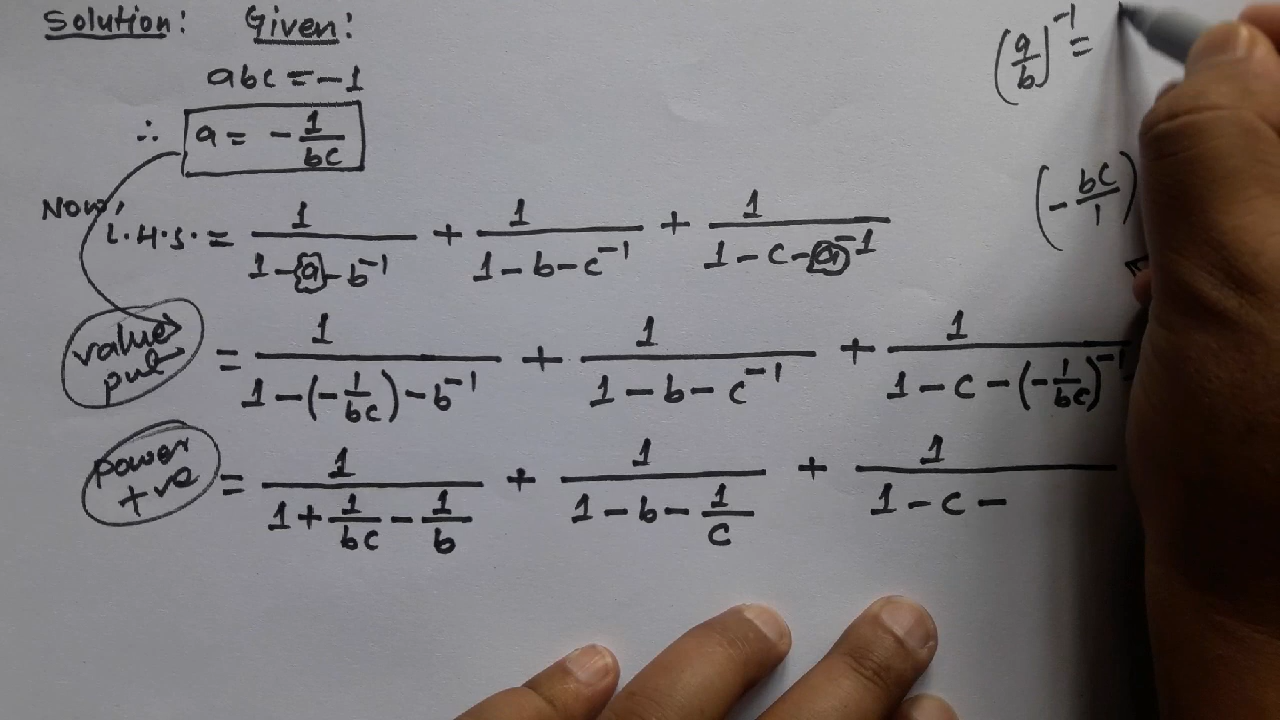 Solution: Given:
abc = -1
∴ a = - 1/bc
Now,
L.H.S. = 1/(1 - a - b⁻¹) + 1/(1 - b - c⁻¹) + 1/(1 - c - a⁻¹)
value put = 1/(1 - (-1/bc) - b⁻¹) + 1/(1 - b - c⁻¹) + 1/(1 - c - (-1/bc)⁻¹)
power +ve = 1/(1 + 1/bc - 1/b) + 1/(1 - b - 1/c) + 1/(1 - c -
(a/b)⁻¹ =
(- bc/1)